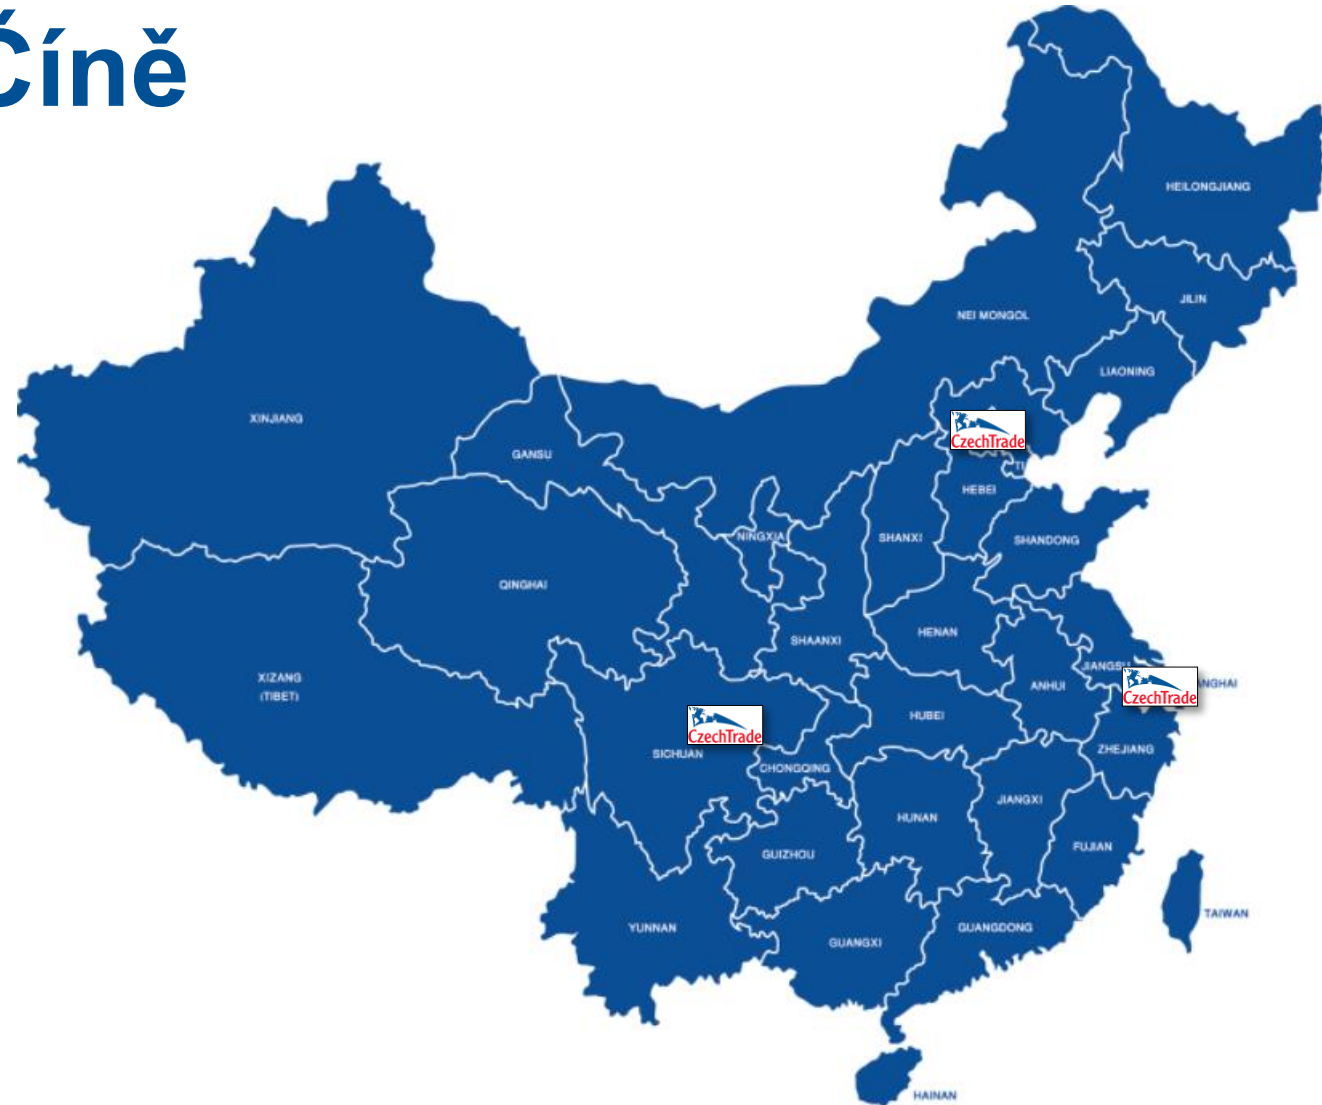 Číně
HEILONGJIANG
JILIN
NEI MONGOL
LIAONING
XINJIANG
CzechTrade
GANSU
HEBEI
NINGXIA
SHANXI
SHANDONG
QINGHAI
HENAN
SHAANXI
JIANGSU
XIZANG
(TIBET)
ANHUI
ANGHAI
CzechTrade
HUBEI
CzechTrade
SICHUAN
ZHEJIANG
CHONGQING
JIANGXI
HUNAN
FUJIAN
GUIZHOU
TAIWAN
YUNNAN
GUANGDONG
GUANGXI
HAINAN